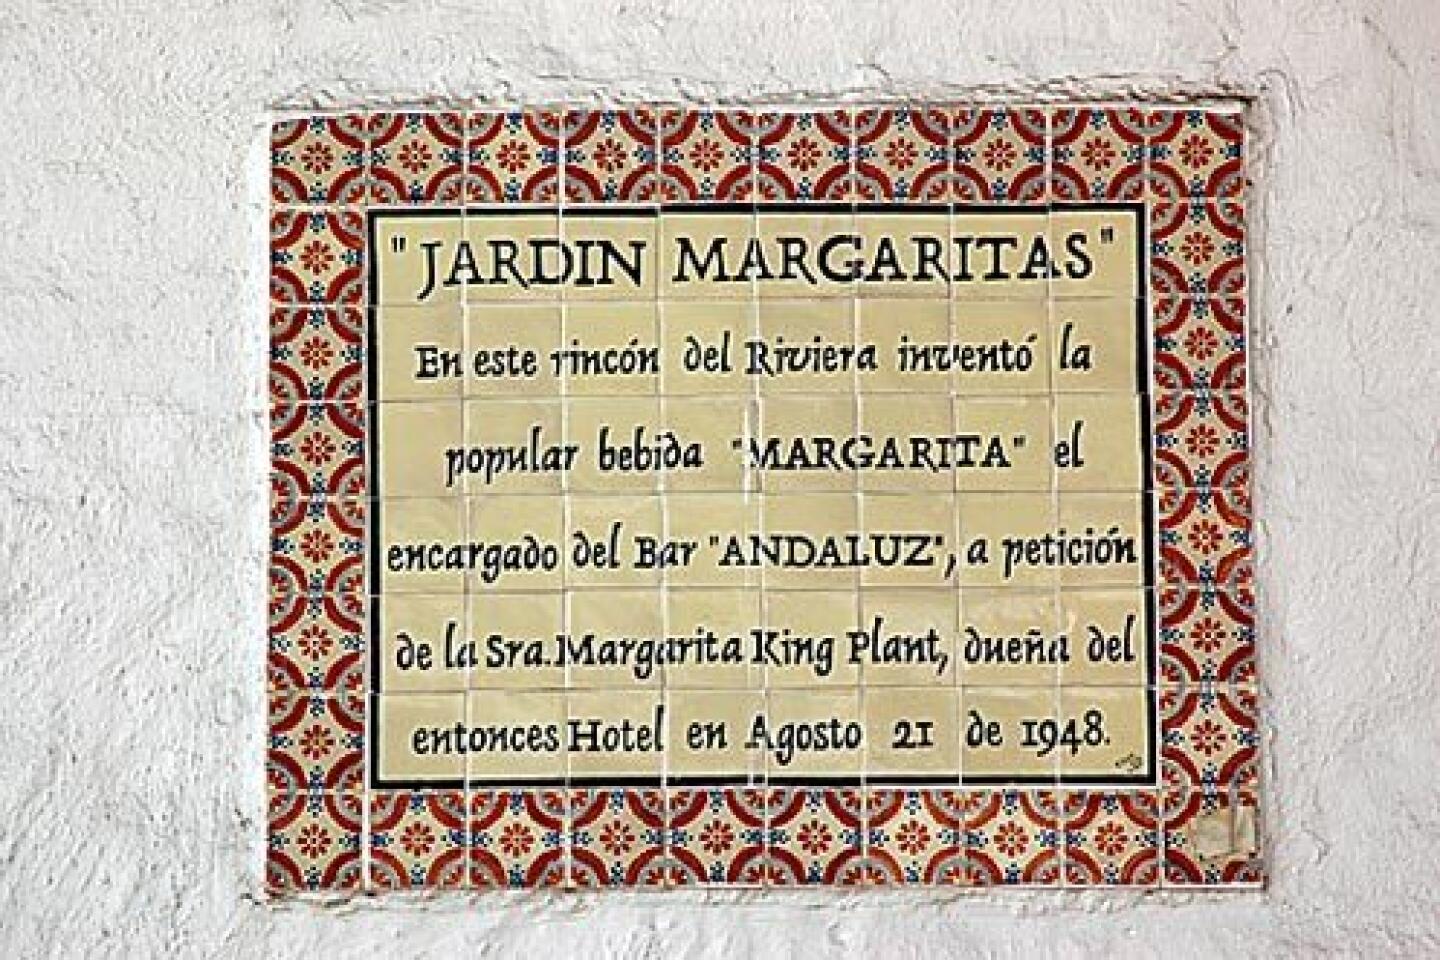 "JARDIN MARGARITAS"
En este rincón del Riviera inventó la
popular bebida "MARGARITA" el
encargado del Bar "ANDALUZ", a petición
de la Sra. Margarita King Plant, dueña del
entonces Hotel en Agosto 21 de 1948.